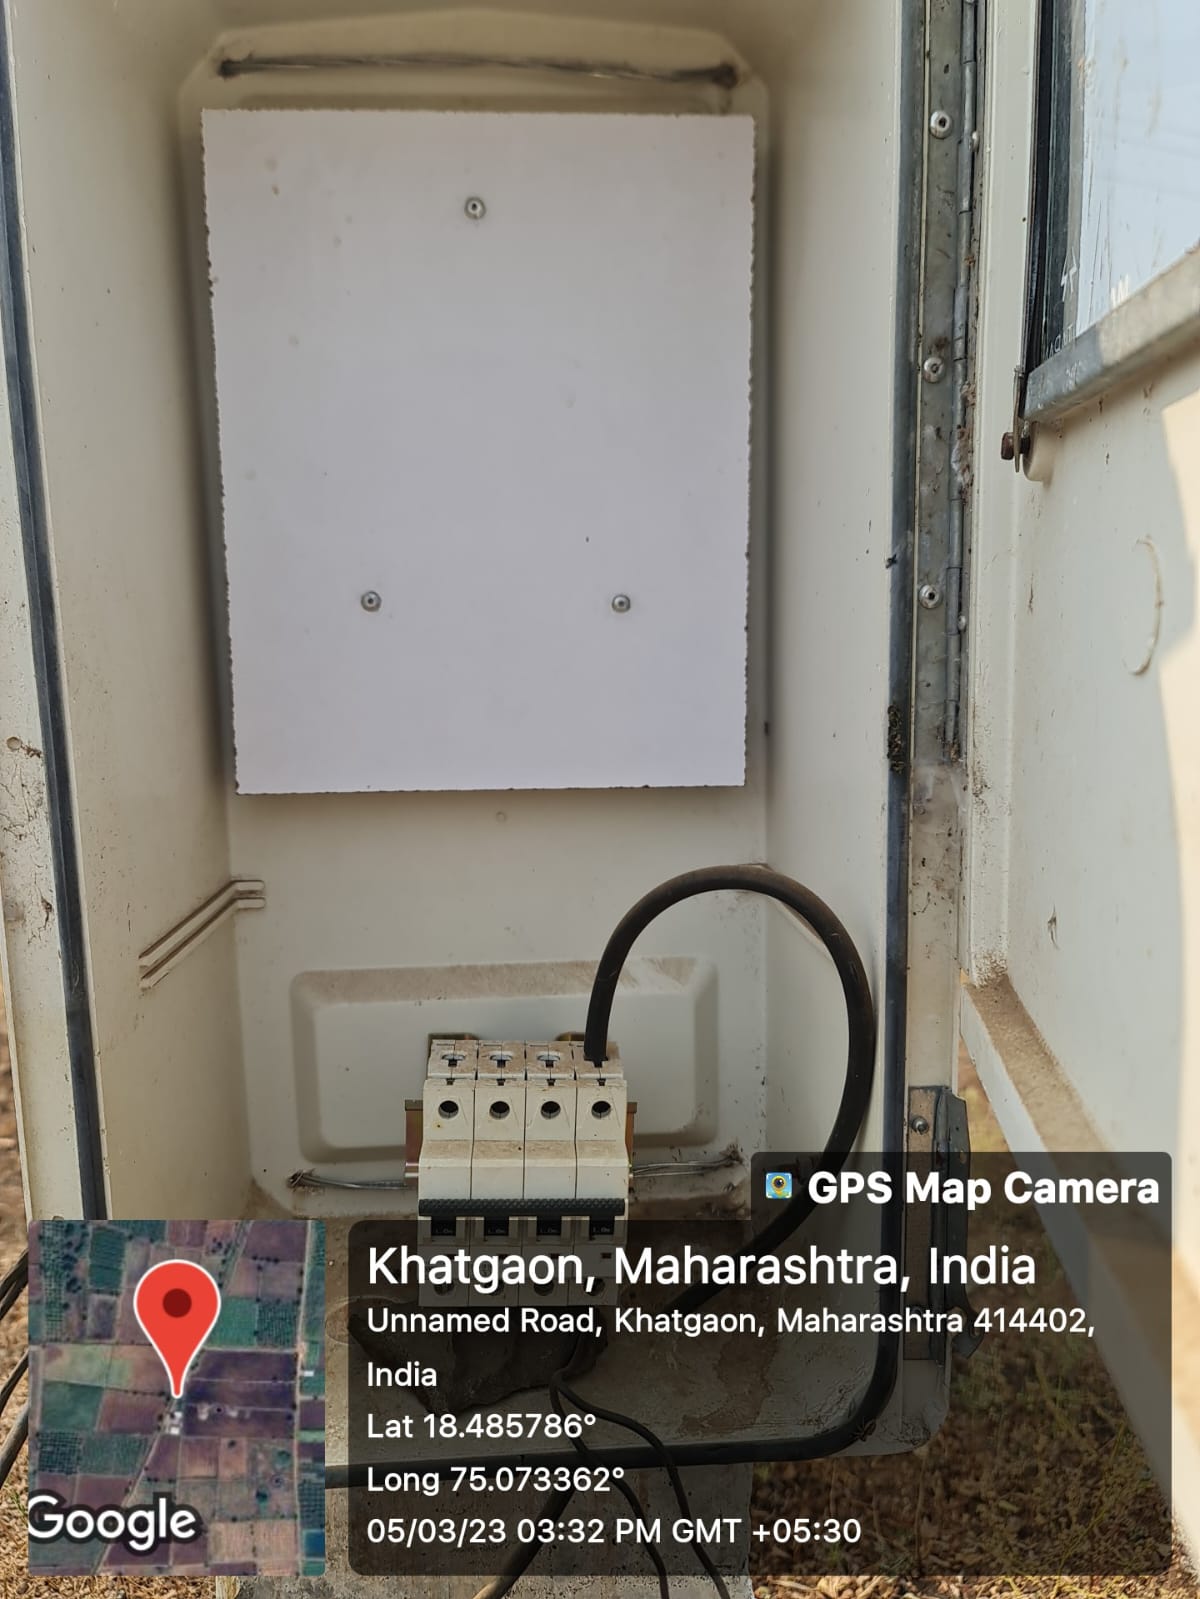 GPS Map Camera
Khatgaon, Maharashtra, India
Unnamed Road, Khatgaon, Maharashtra 414402,
India
Lat 18.485786°
Long 75.073362°
05/03/23 03:32 PM GMT +05:30
Google